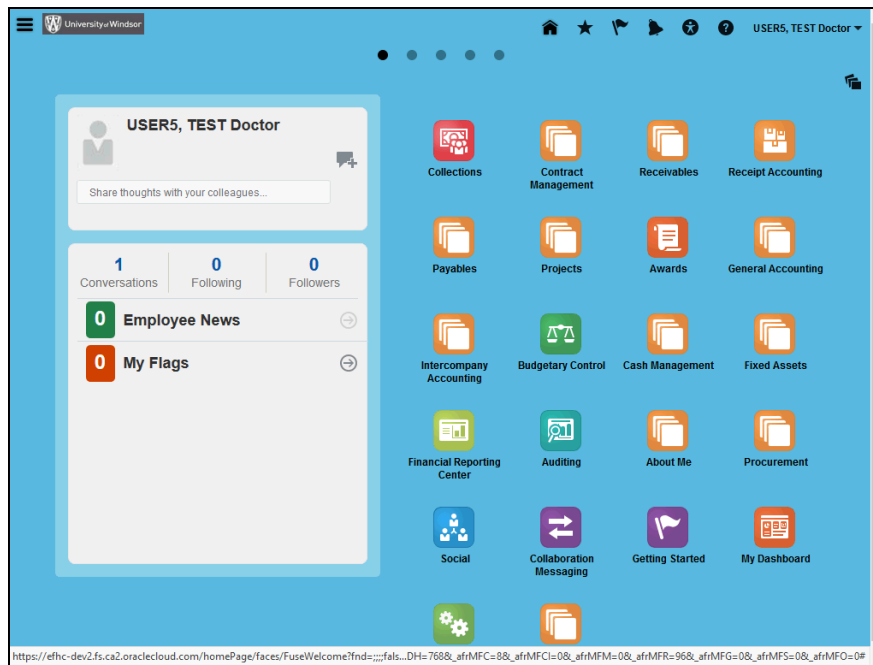 University of Windsor
USER5, TEST Doctor
USER5, TEST Doctor
Share thoughts with your colleagues...
1
0
0
Conversations
Following
Followers
0 Employee News
0 My Flags
Collections
Contract
Management
Receivables
Receipt Accounting
Payables
Projects
Awards
General Accounting
Intercompany
Accounting
Budgetary Control
Cash Management
Fixed Assets
Financial Reporting
Center
Auditing
About Me
Procurement
Social
Collaboration
Messaging
Getting Started
My Dashboard
https://efhc-dev2.fs.ca2.oraclecloud.com/homePage/faces/FuseWelcome?fnd=;;;;fals...DH=768&_afrMFC=8&_afrMFCI=0&_afrMFM=0&_afrMFR=96&_afrMFG=0&_afrMFS=0&_afrMFO=0#